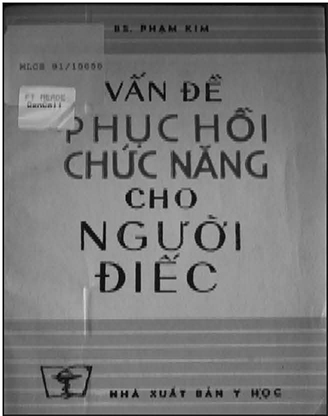 BS. PHẠM KIM
MLCS 91/10000
FT MEADE
GenColl
VẤN ĐỀ
PHỤC HỒI
CHỨC NĂNG
CHO
NGƯỜI
ĐIẾC
NHÀ XUẤT BẢN Y HỌC